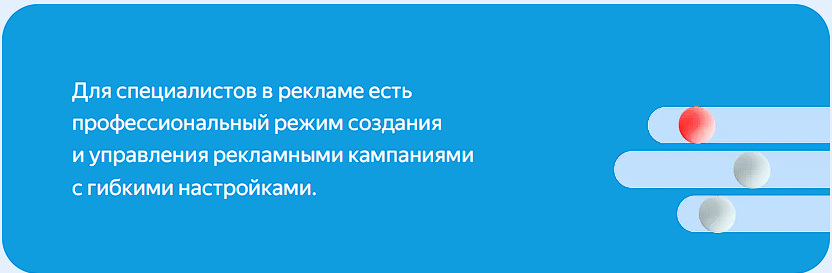 Для специалистов в рекламе есть
профессиональный режим создания
и управления рекламными кампаниями
с гибкими настройками.